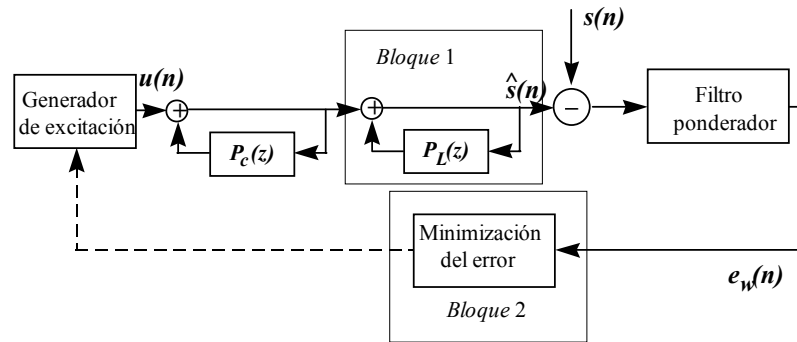 s(n)
Bloque 1
u(n)
ŝ(n)
Generador
de excitación
+
+
−
Filtro
ponderador
P_c(z)
P_L(z)
Minimización
del error
e_w(n)
Bloque 2